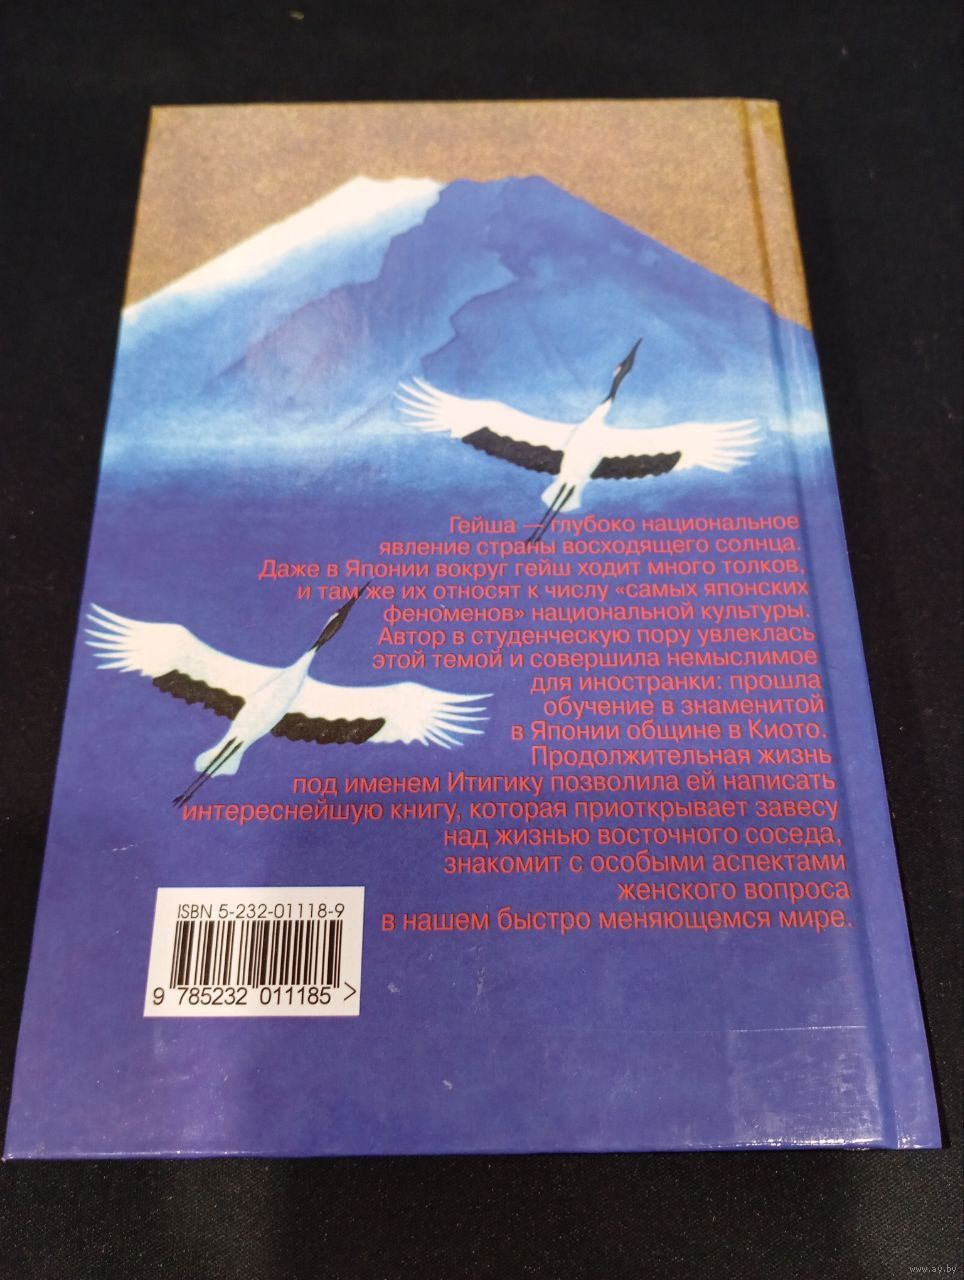 Гейша — глубоко национальное
явление страны восходящего солнца.
Даже в Японии вокруг гейш ходит много толков,
и там же их относят к числу «самых японских
феноменов» национальной культуры.
Автор в студенческую пору увлеклась
этой темой и совершила немыслимое
для иностранки: прошла
обучение в знаменитой
в Японии общине в Киото.
Продолжительная жизнь
под именем Итигику позволила ей написать
интереснейшую книгу, которая приоткрывает завесу
над жизнью восточного соседа,
знакомит с особыми аспектами
женского вопроса
в нашем быстро меняющемся мире.
ISBN 5-232-01118-9
9 785232 011185 >
www.ay.by